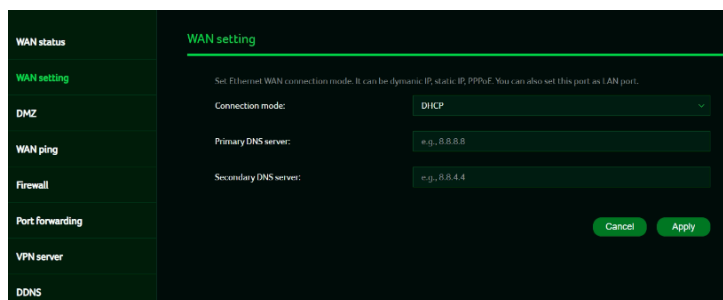 WAN status
WAN setting
DMZ
WAN ping
Firewall
Port forwarding
VPN server
DDNS
WAN setting
Set Ethernet WAN connection mode. It can be dymanic IP, static IP, PPPoE. You can also set this port as LAN port.
Connection mode: DHCP
Primary DNS server: e.g., 8.8.8.8
Secondary DNS server: e.g., 8.8.4.4
Cancel Apply